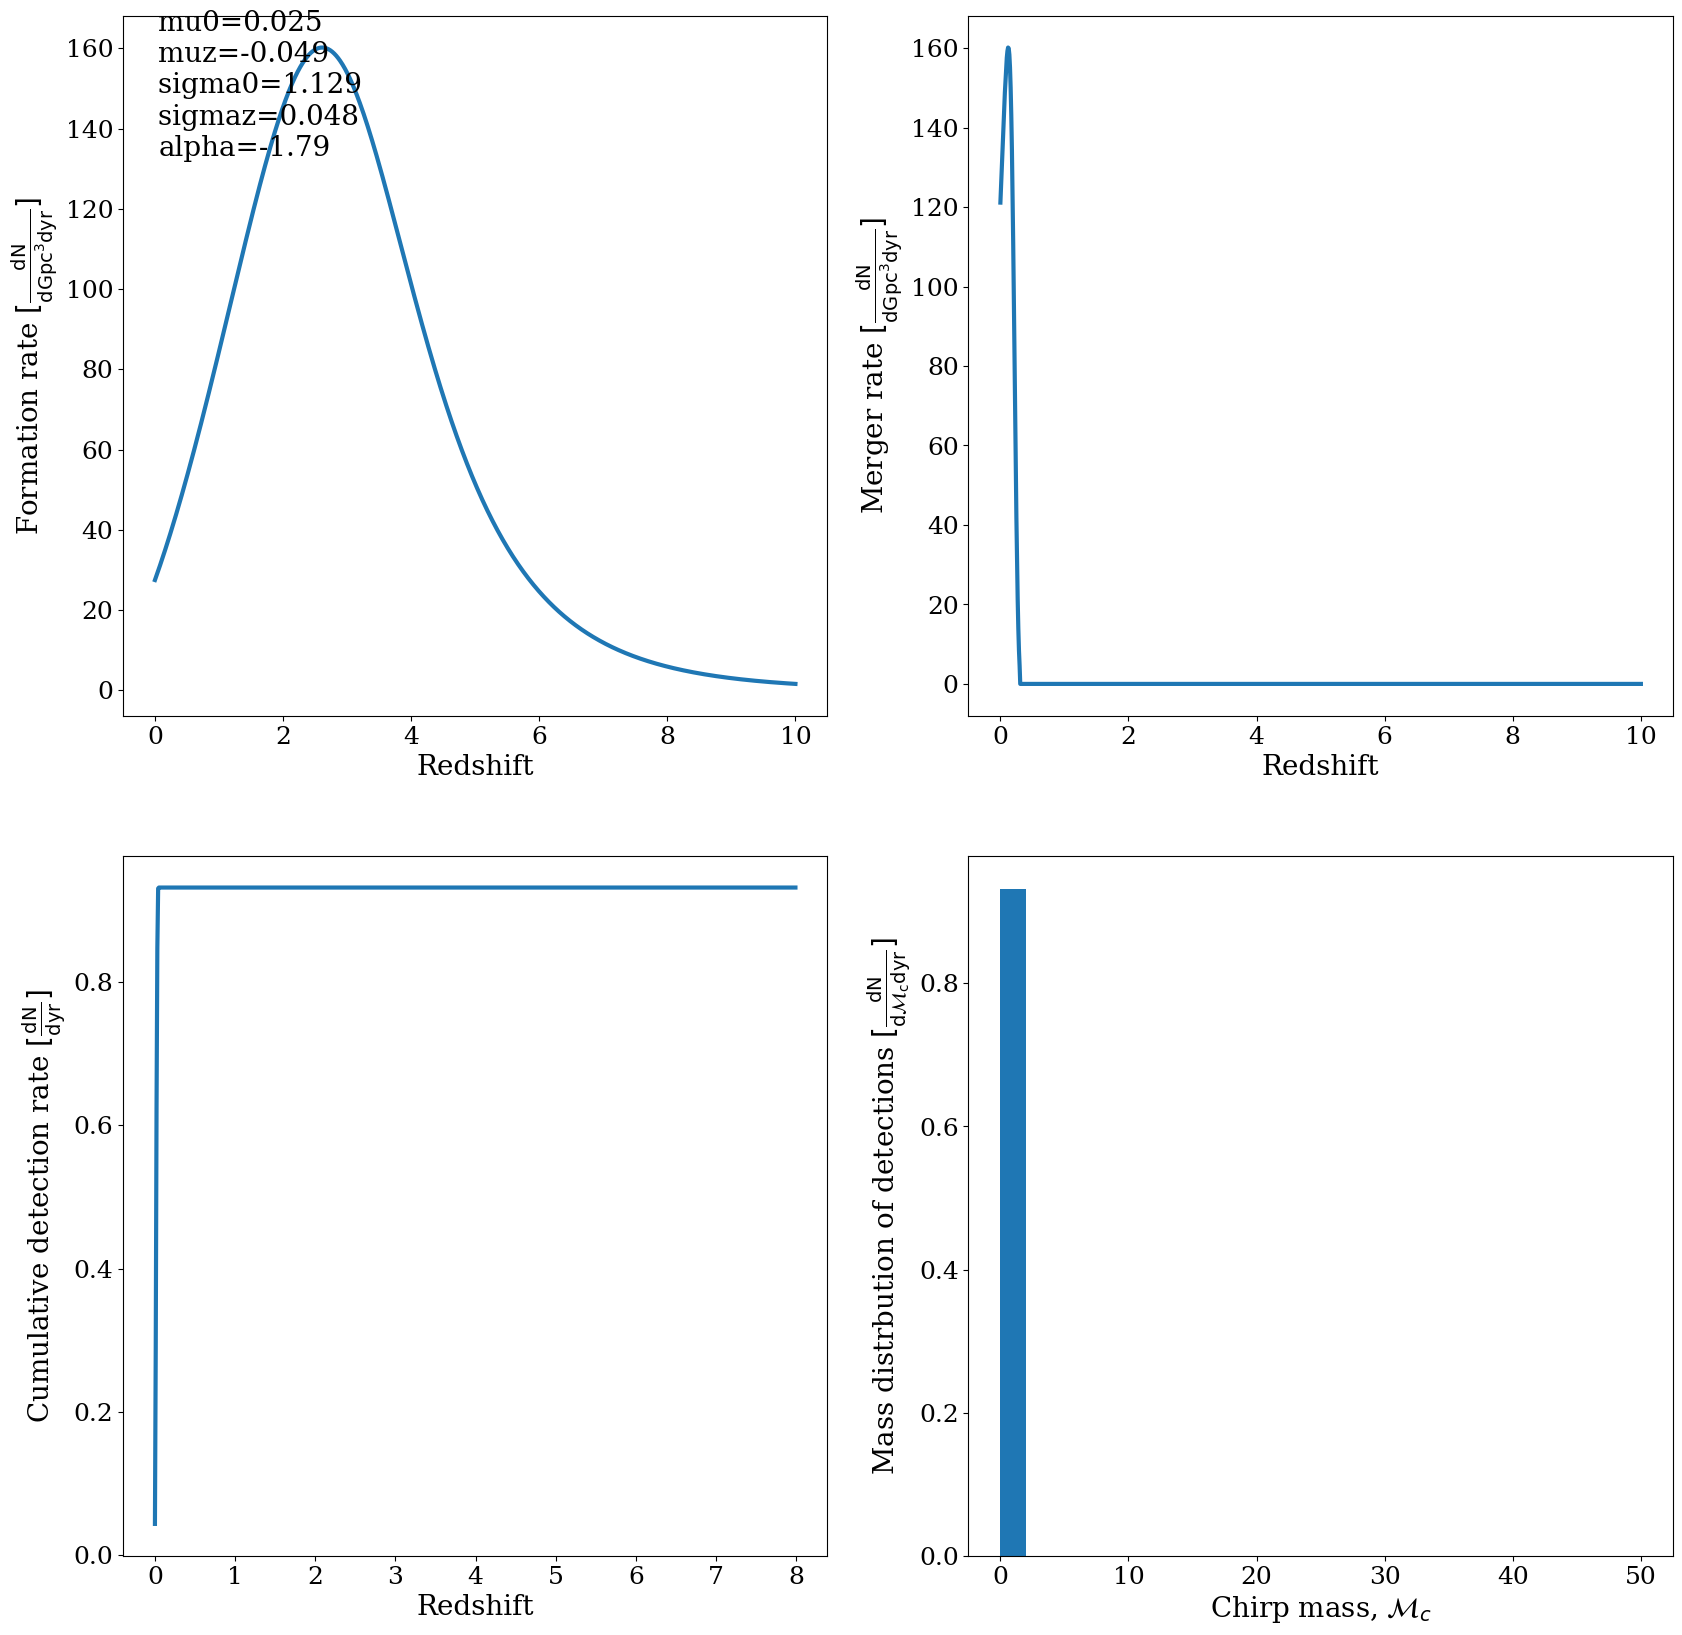 mu0=0.025
muz=-0.049
sigma0=1.129
sigmaz=0.048
alpha=-1.79
Formation rate [dN/dGpc³dyr]
160
140
120
100
80
60
40
20
0
0 2 4 6 8 10
Redshift
Merger rate [dN/dGpc³dyr]
160
140
120
100
80
60
40
20
0
0 2 4 6 8 10
Redshift
Cumulative detection rate [dN/dyr]
0.8
0.6
0.4
0.2
0.0
0 1 2 3 4 5 6 7 8
Redshift
Mass distrbution of detections [dN/dℳcdyr]
0.8
0.6
0.4
0.2
0.0
0 10 20 30 40 50
Chirp mass, ℳc